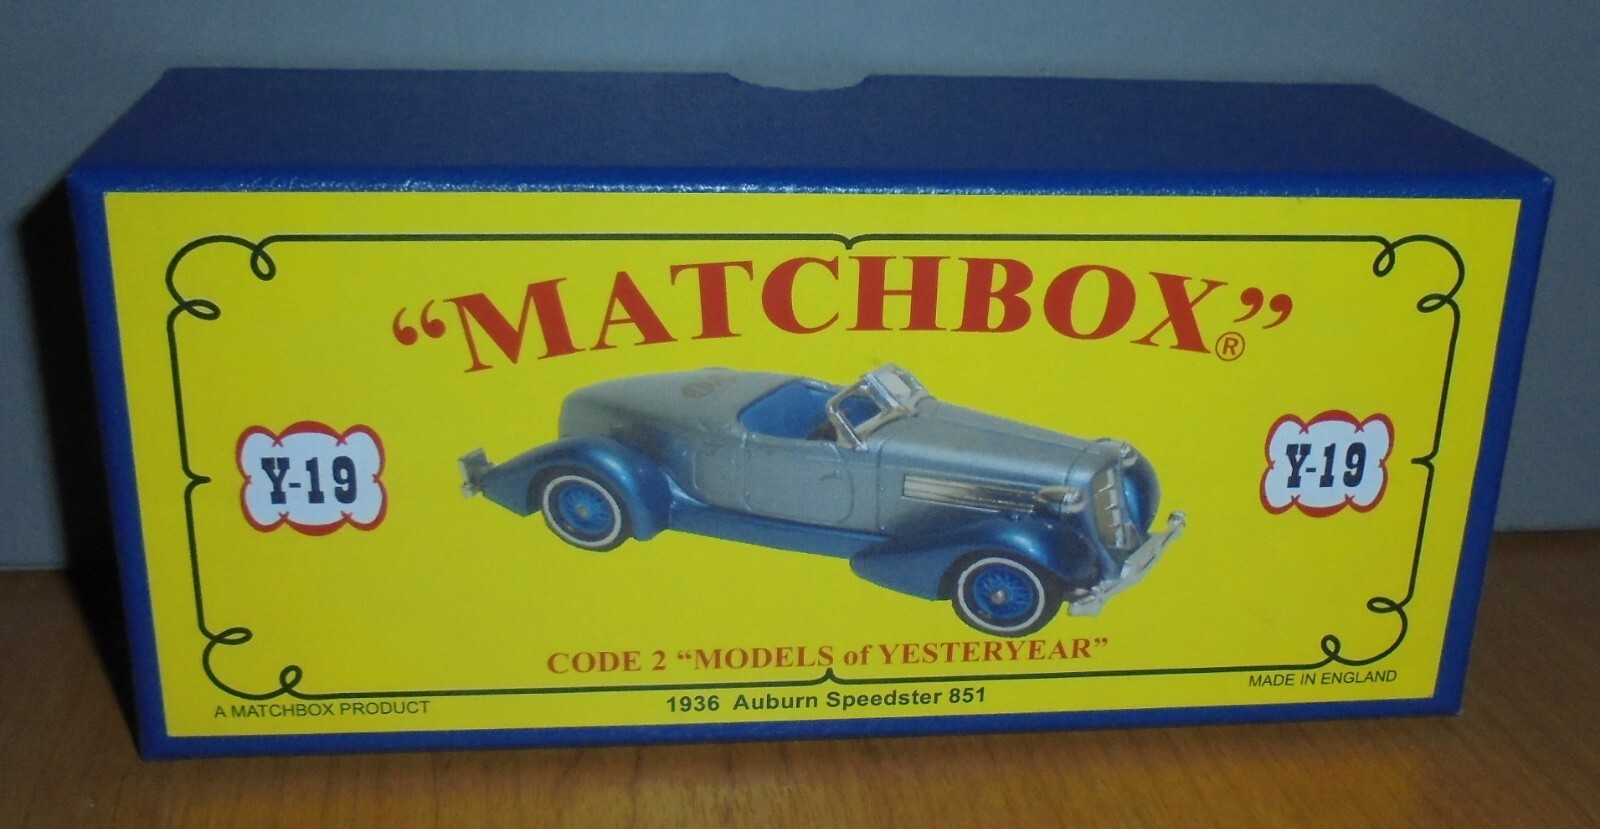 "MATCHBOX"®
Y-19
Y-19
CODE 2 "MODELS of YESTERYEAR"
1936 Auburn Speedster 851
A MATCHBOX PRODUCT
MADE IN ENGLAND